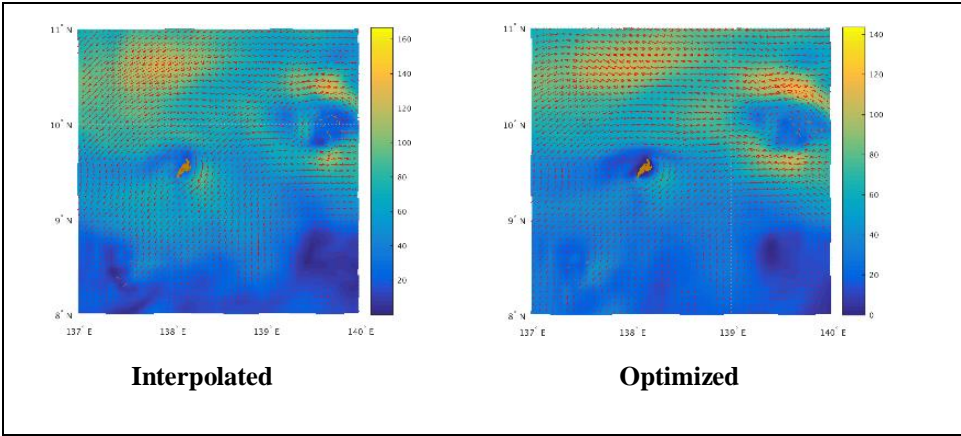 11° N
10° N
9° N
8° N
137° E
138° E
139° E
140° E
160
140
120
100
80
60
40
20
11° N
10° N
9° N
8° N
137° E
138° E
139° E
140° E
140
120
100
80
60
40
20
0
Interpolated
Optimized